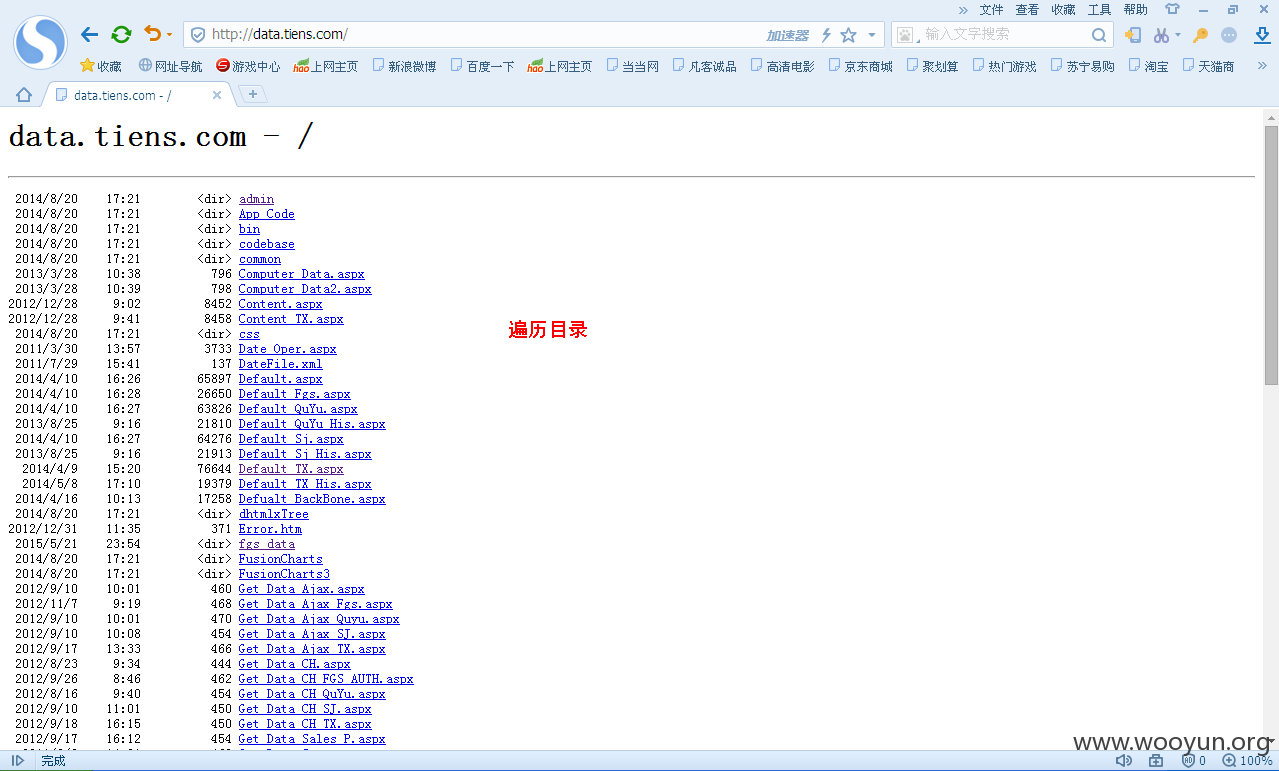 » 文件 查看 收藏 工具 帮助
http://data.tiens.com/ 加速器 输入文字搜索
收藏 网址导航 游戏中心 hao上网主页 新浪微博 百度一下 hao上网主页 当当网 凡客诚品 高清电影 京东商城 聚划算 热门游戏 苏宁易购 淘宝 天猫商 »
data.tiens.com - /
data.tiens.com - /
2014/8/20 17:21 <dir> admin
2014/8/20 17:21 <dir> App_Code
2014/8/20 17:21 <dir> bin
2014/8/20 17:21 <dir> codebase
2014/8/20 17:21 <dir> common
2013/3/28 10:38 796 Computer_Data.aspx
2013/3/28 10:39 798 Computer_Data2.aspx
2012/12/28 9:02 8452 Content.aspx
2012/12/28 9:41 8458 Content_TX.aspx
遍历目录
2014/8/20 17:21 <dir> css
2011/3/30 13:57 3733 Date_Oper.aspx
2011/7/29 15:41 137 DateFile.xml
2014/4/10 16:26 65897 Default.aspx
2014/4/10 16:28 26650 Default_Fgs.aspx
2014/4/10 16:27 63826 Default_QuYu.aspx
2013/8/25 9:16 21810 Default_QuYu_His.aspx
2014/4/10 16:27 64276 Default_Sj.aspx
2013/8/25 9:16 21913 Default_Sj_His.aspx
2014/4/9 15:20 76644 Default_TX.aspx
2014/5/8 17:10 19379 Default_TX_His.aspx
2014/4/16 10:13 17258 Defualt_BackBone.aspx
2014/8/20 17:21 <dir> dhtmlxTree
2012/12/31 11:35 371 Error.htm
2015/5/21 23:54 <dir> fgs_data
2014/8/20 17:21 <dir> FusionCharts
2014/8/20 17:21 <dir> FusionCharts3
2012/9/10 10:01 460 Get_Data_Ajax.aspx
2012/11/7 9:19 468 Get_Data_Ajax_Fgs.aspx
2012/9/10 10:01 470 Get_Data_Ajax_Quyu.aspx
2012/9/10 10:08 454 Get_Data_Ajax_SJ.aspx
2012/9/17 13:33 466 Get_Data_Ajax_TX.aspx
2012/8/23 9:34 444 Get_Data_CH.aspx
2012/9/26 8:46 462 Get_Data_CH_FGS_AUTH.aspx
2012/8/16 9:40 454 Get_Data_CH_QuYu.aspx
2012/9/10 11:01 450 Get_Data_CH_SJ.aspx
2012/9/18 16:15 450 Get_Data_CH_TX.aspx
2012/9/17 16:12 454 Get_Data_Sales_P.aspx
www.wooyun.org
完成 0 100%